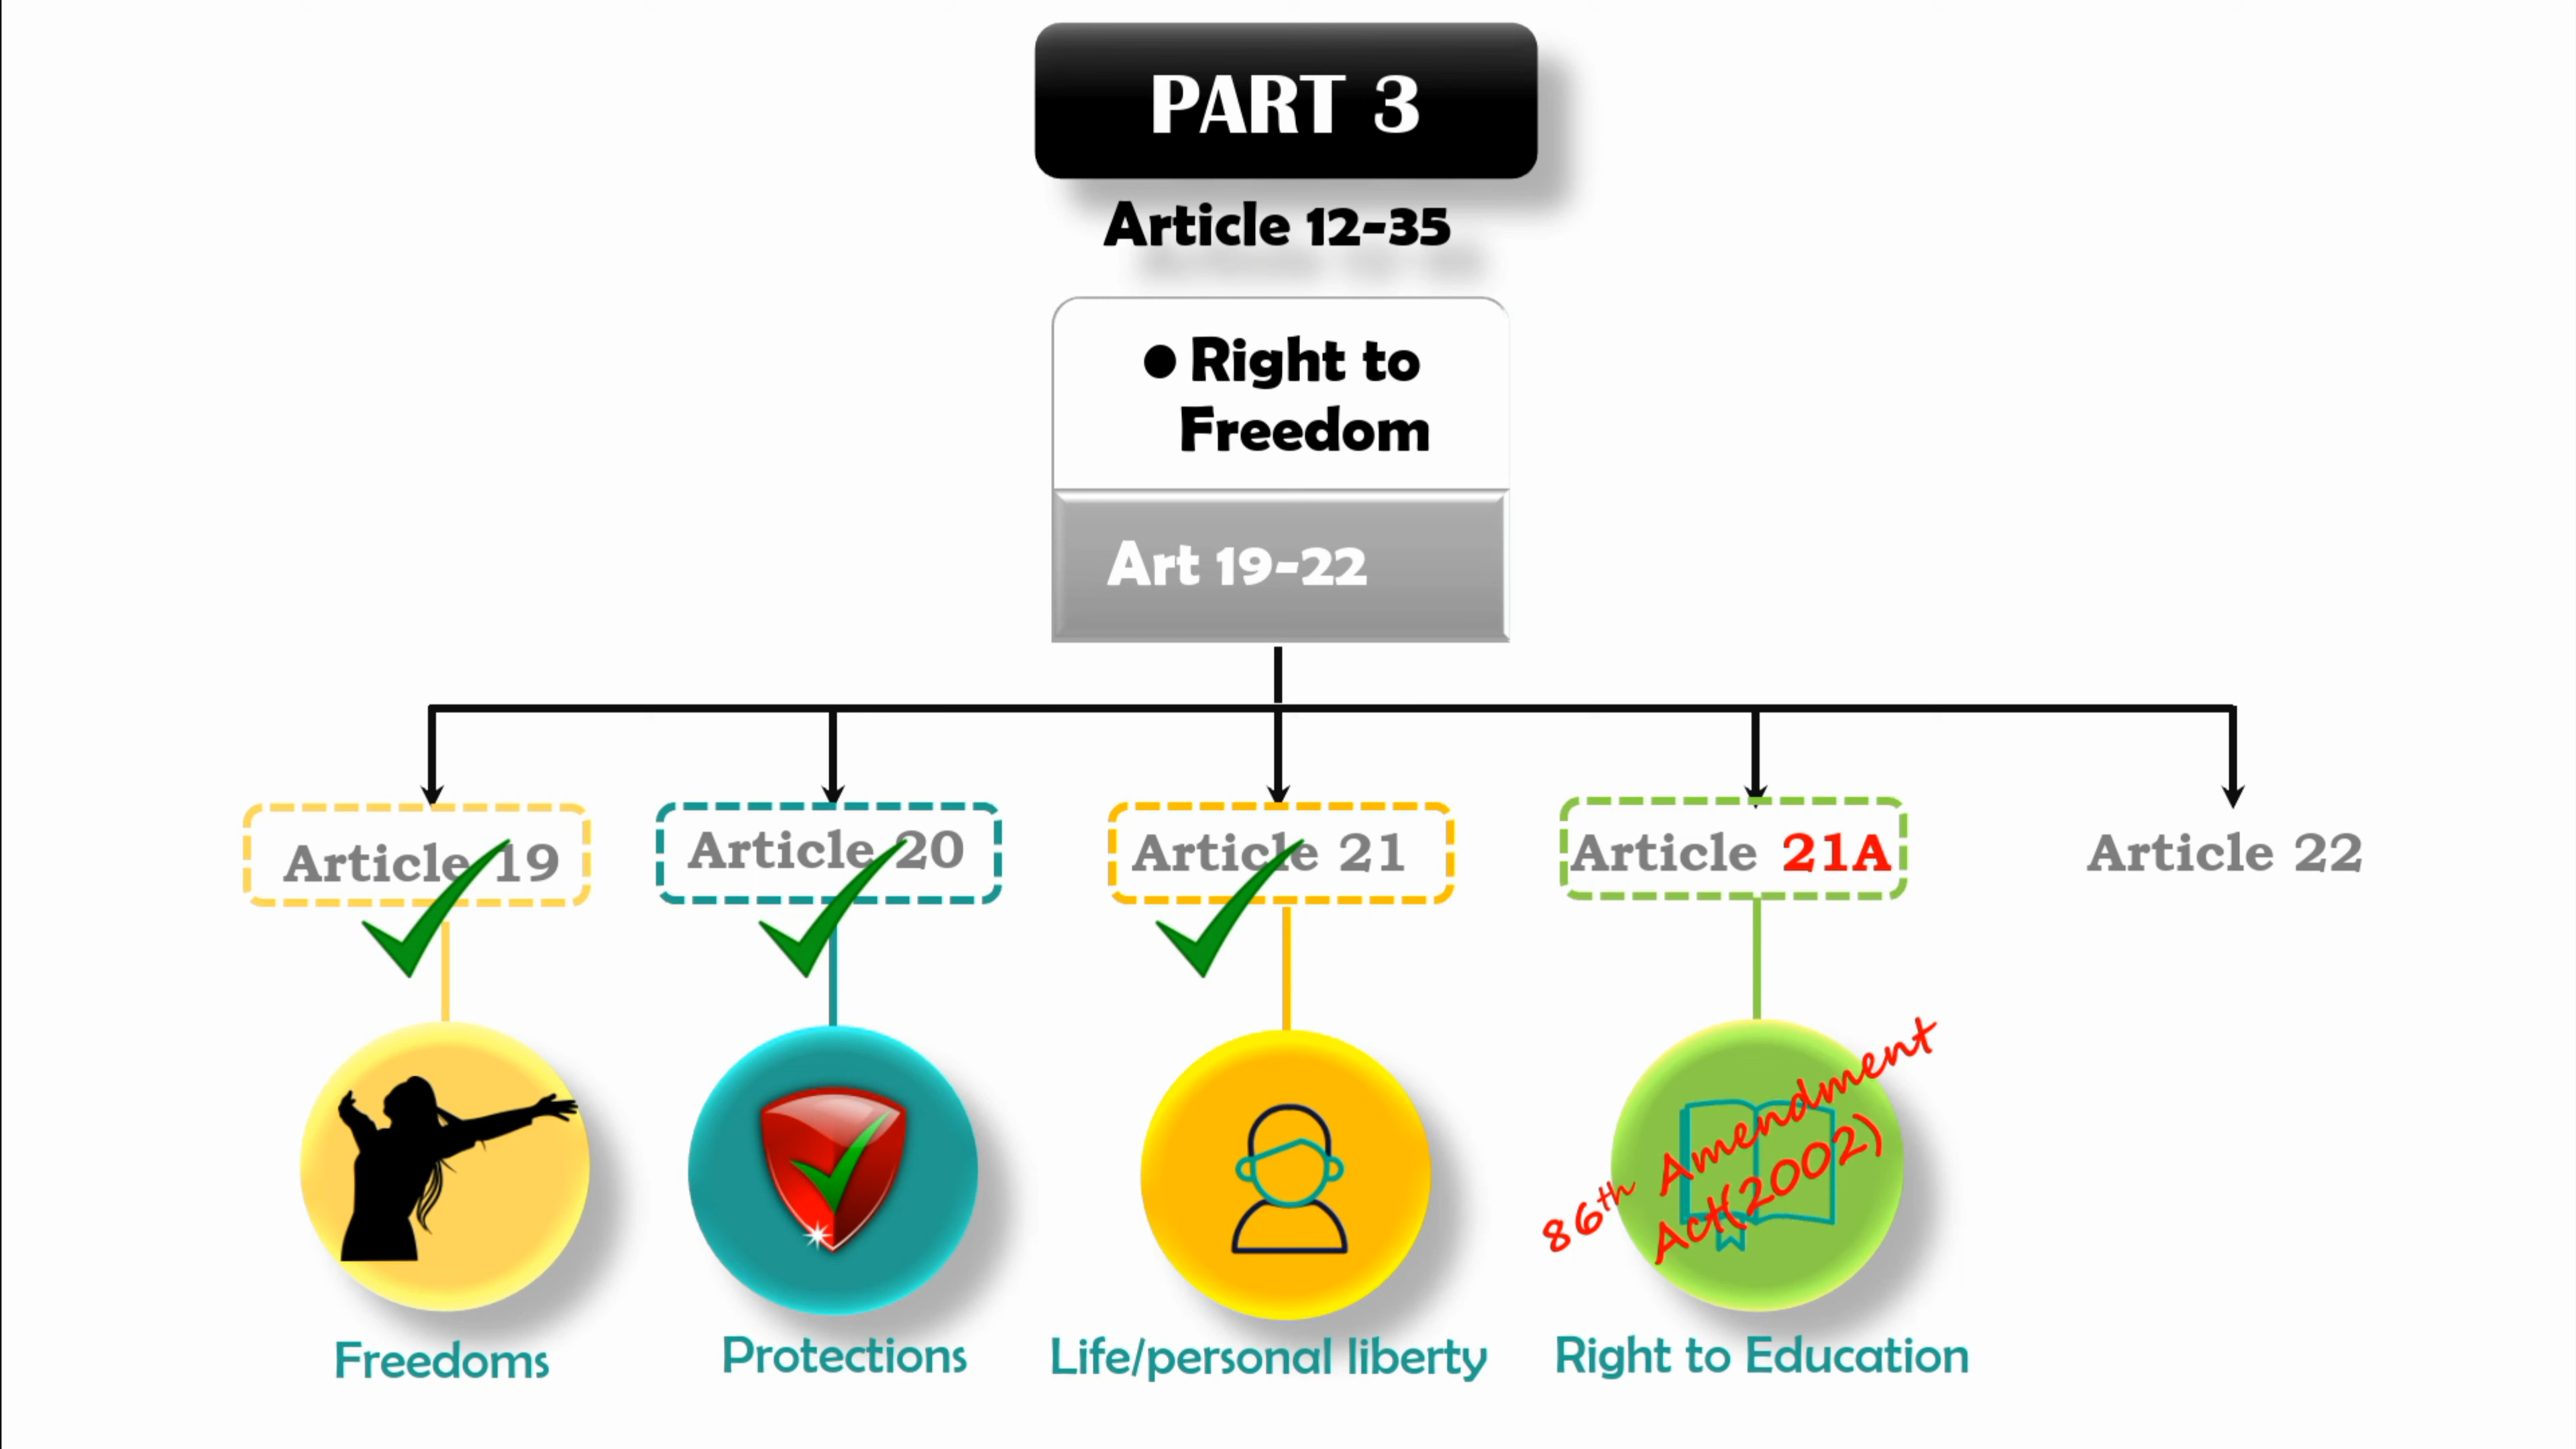 PART 3
Article 12-35
● Right to
Freedom
Art 19-22
Article 19
Article 20
Article 21
Article 21A
Article 22
86th Amendment
Act(2002)
Freedoms
Protections
Life/personal liberty
Right to Education